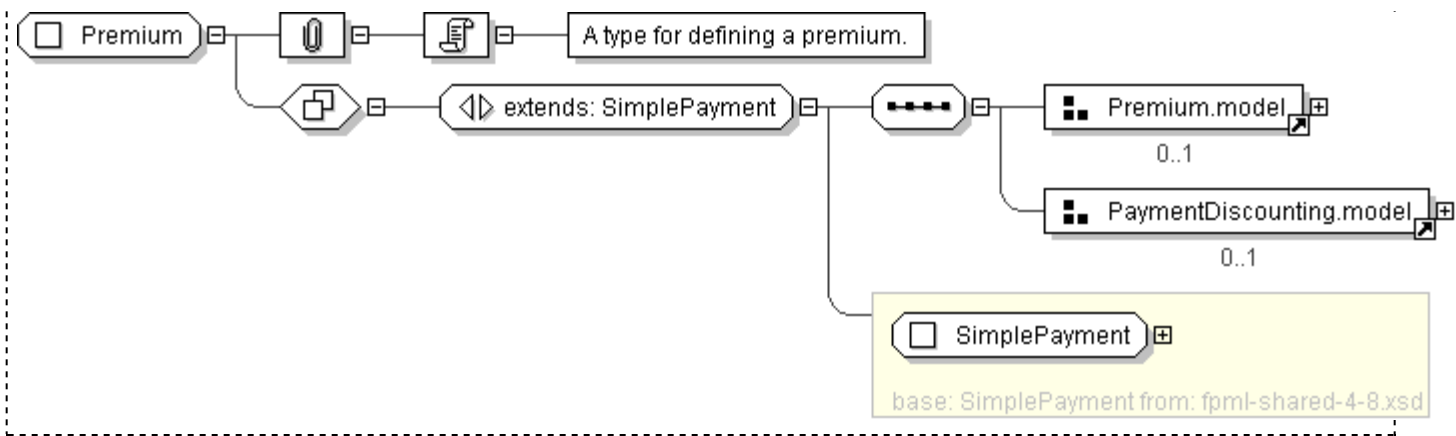 Premium
A type for defining a premium.
extends: SimplePayment
Premium.model
0..1
PaymentDiscounting.model
0..1
SimplePayment
base: SimplePayment from: fpml-shared-4-8.xsd